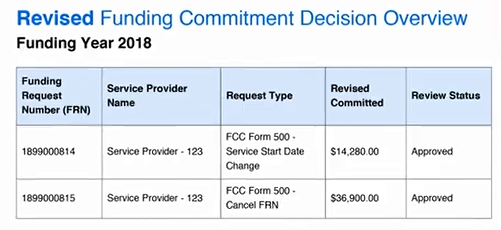 Revised Funding Commitment Decision Overview
Funding Year 2018
Funding
Request
Number (FRN)
Service Provider
Name
Request Type
Revised
Committed
Review Status
1899000814
Service Provider - 123
FCC Form 500 -
Service Start Date
Change
$14,280.00
Approved
1899000815
Service Provider - 123
FCC Form 500 -
Cancel FRN
$36,900.00
Approved